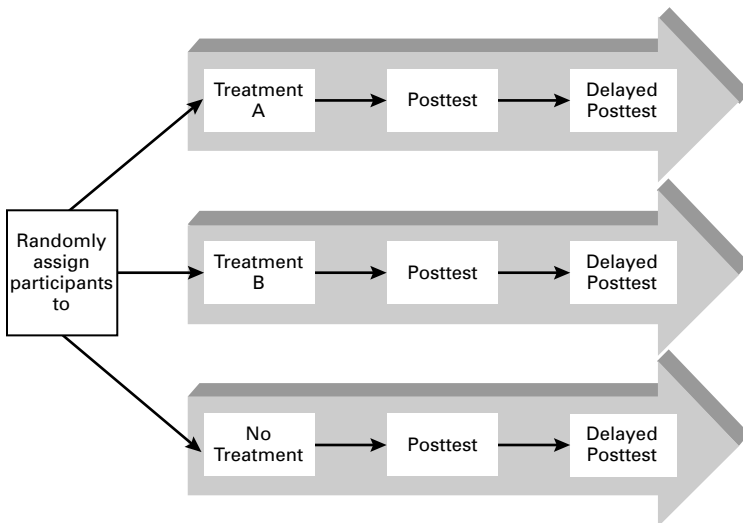 Randomly
assign
participants
to
Treatment
A
Posttest
Delayed
Posttest
Treatment
B
Posttest
Delayed
Posttest
No
Treatment
Posttest
Delayed
Posttest